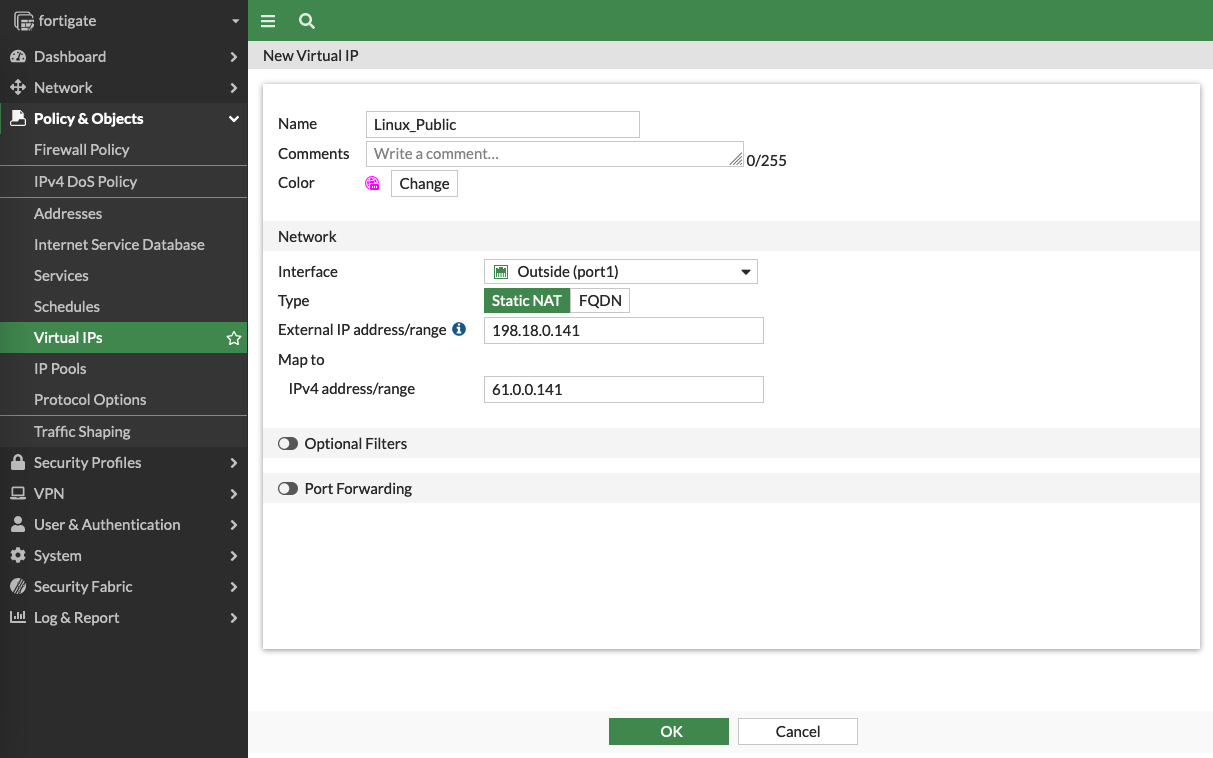 fortigate
Dashboard
Network
Policy & Objects
Firewall Policy
IPv4 DoS Policy
Addresses
Internet Service Database
Services
Schedules
Virtual IPs
IP Pools
Protocol Options
Traffic Shaping
Security Profiles
VPN
User & Authentication
System
Security Fabric
Log & Report
New Virtual IP
Name Linux_Public
Comments Write a comment... 0/255
Color Change
Network
Interface Outside (port1)
Type Static NAT FQDN
External IP address/range 198.18.0.141
Map to
IPv4 address/range 61.0.0.141
Optional Filters
Port Forwarding
OK Cancel